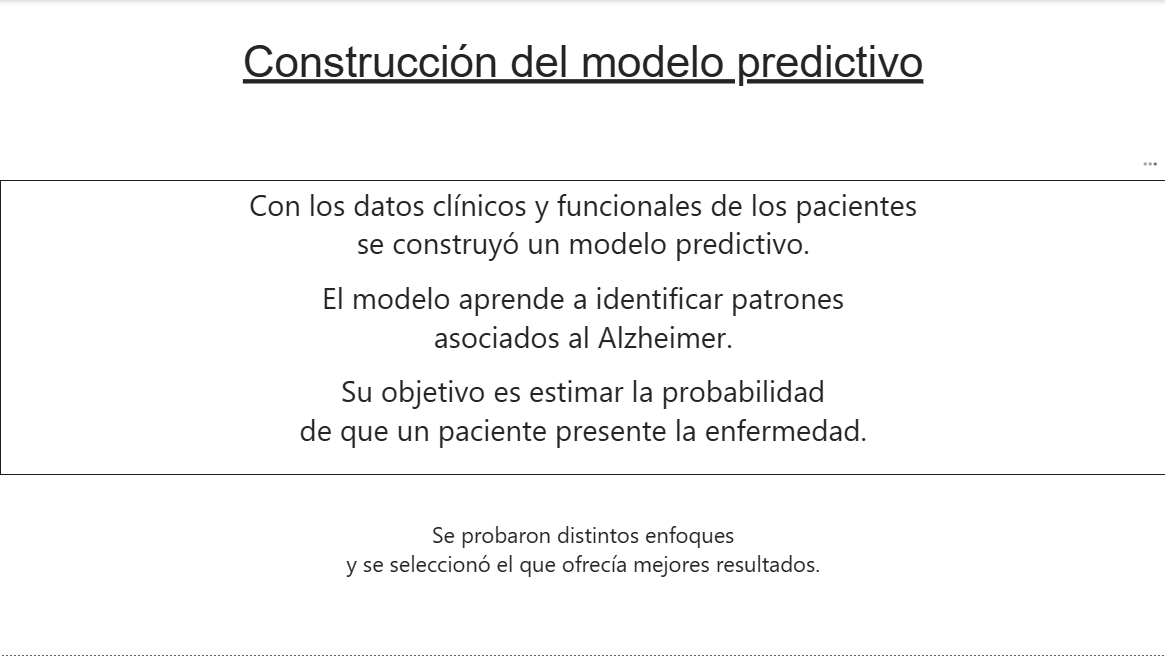 Construcción del modelo predictivo
Con los datos clínicos y funcionales de los pacientes
se construyó un modelo predictivo.
El modelo aprende a identificar patrones
asociados al Alzheimer.
Su objetivo es estimar la probabilidad
de que un paciente presente la enfermedad.
Se probaron distintos enfoques
y se seleccionó el que ofrecía mejores resultados.